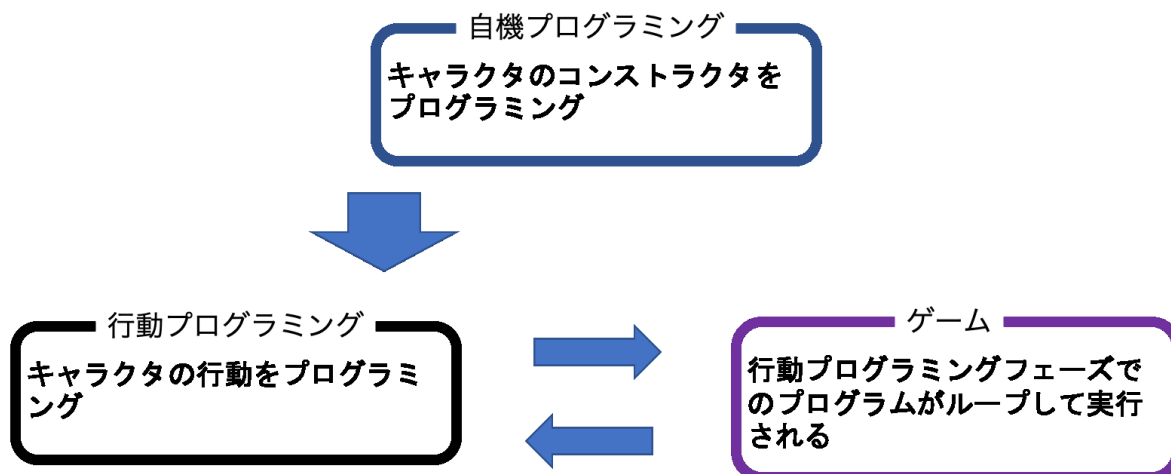 自機プログラミング
キャラクタのコンストラクタを
プログラミング
行動プログラミング
キャラクタの行動をプログラミ
ング
ゲーム
行動プログラミングフェーズで
のプログラムがループして実行
される